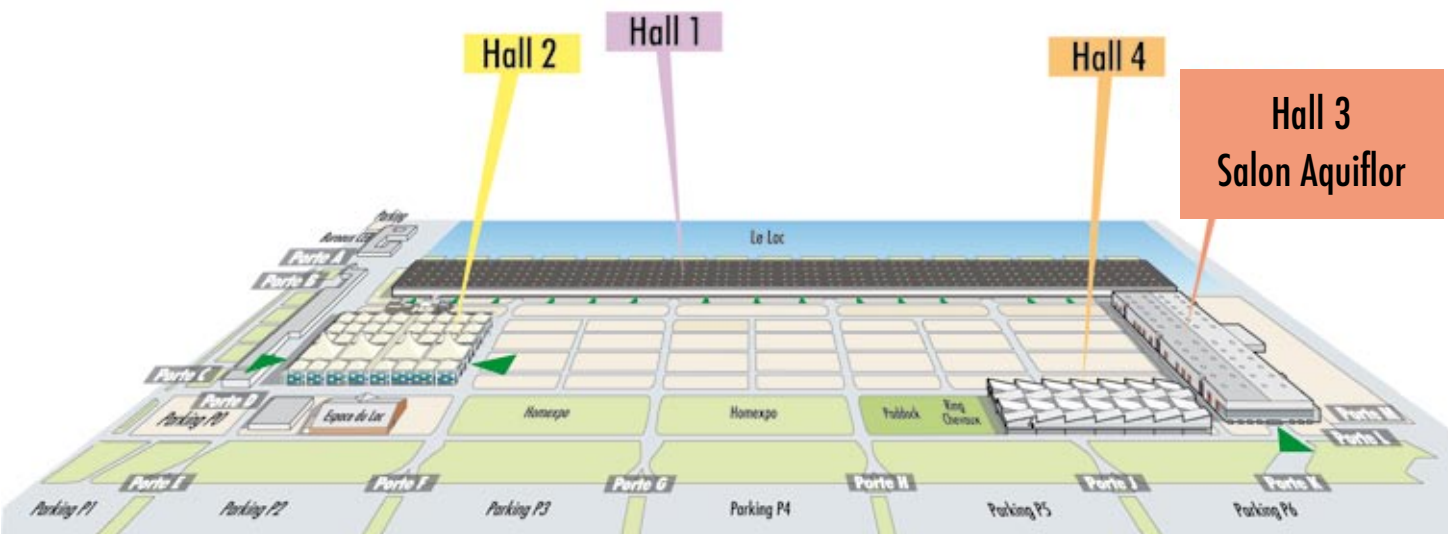 Hall 2
Hall 1
Hall 4
Hall 3
Salon Aquiflor
Parking
Bureaux
Le Lac
Porte A
Porte B
Porte C
Porte D
Parking P0
Espace du Lac
Homexpo
Homexpo
Paddock
Ring
Chevaux
Porte M
Porte L
Porte E
Porte F
Porte G
Porte H
Porte J
Porte K
Parking P1
Parking P2
Parking P3
Parking P4
Parking P5
Parking P6